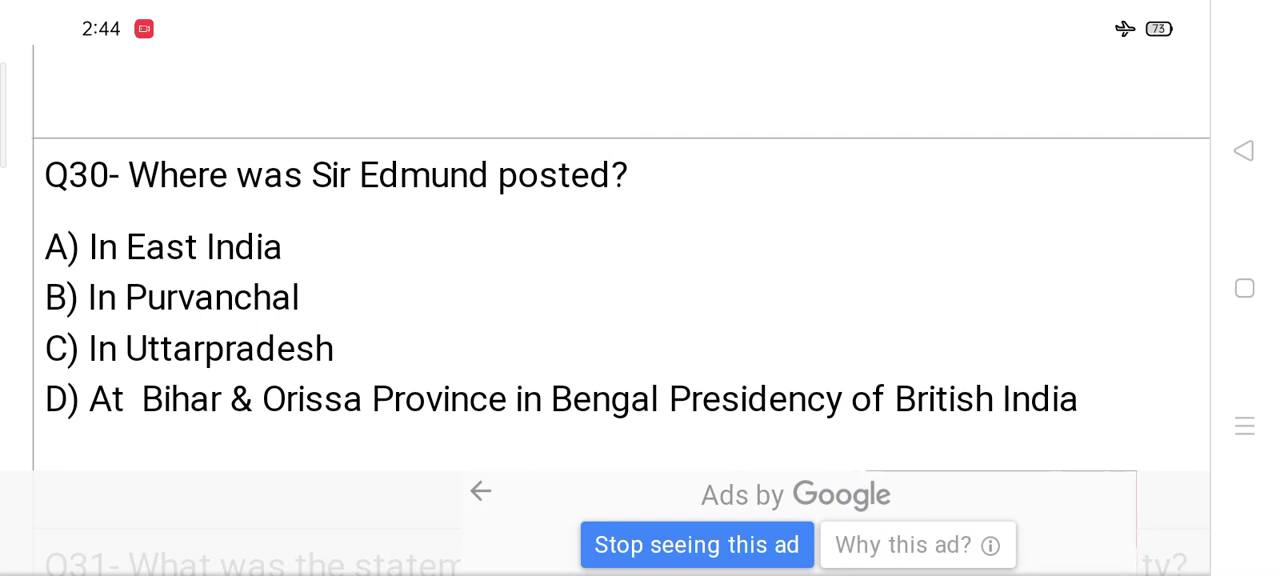 2:44
73
Q30- Where was Sir Edmund posted?
A) In East India
B) In Purvanchal
C) In Uttarpradesh
D) At  Bihar & Orissa Province in Bengal Presidency of British India
Ads by Google
Stop seeing this ad
Why this ad?
Q31- What was the statem
ty?